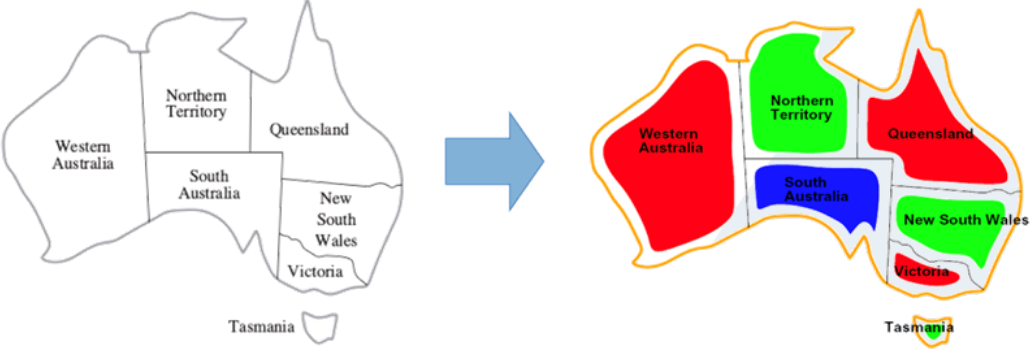 Northern
Territory
Western
Australia
Queensland
South
Australia
New
South
Wales
Victoria
Tasmania
Northern
Territory
Western
Australia
Queensland
South
Australia
New South Wales
Victoria
Tasmania